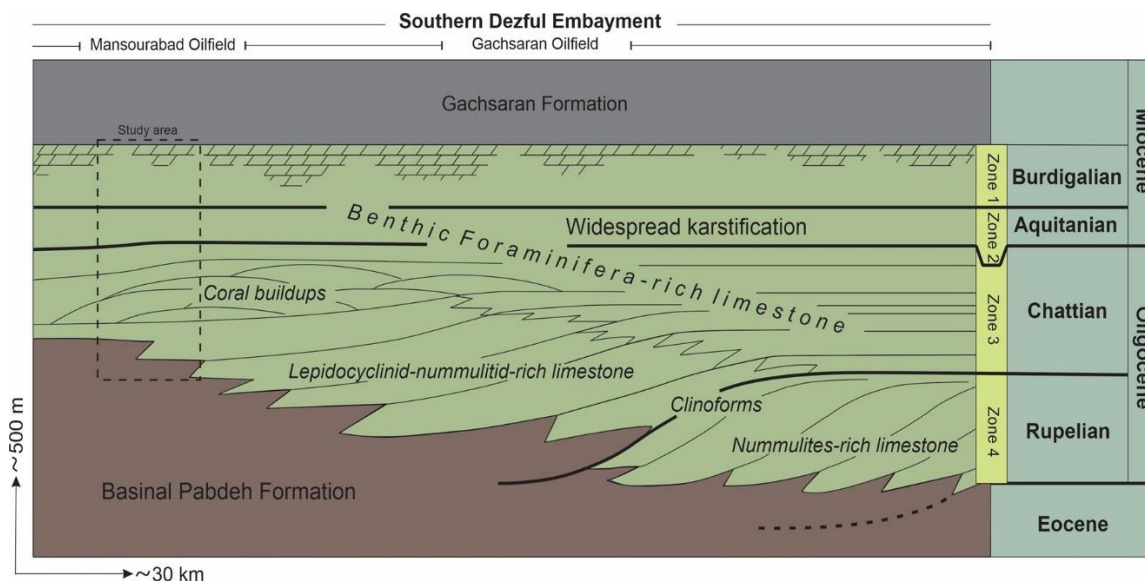 Southern Dezful Embayment
Mansourabad Oilfield
Gachsaran Oilfield
Gachsaran Formation
Study area
Zone 1
Burdigalian
Miocene
Benthic Foraminifera-rich limestone
Widespread karstification
Zone 2
Aquitanian
Coral buildups
Zone 3
Chattian
Oligocene
Lepidocyclinid-nummulitid-rich limestone
Clinoforms
Nummulites-rich limestone
Zone 4
Rupelian
Basinal Pabdeh Formation
Eocene
~500 m
~30 km